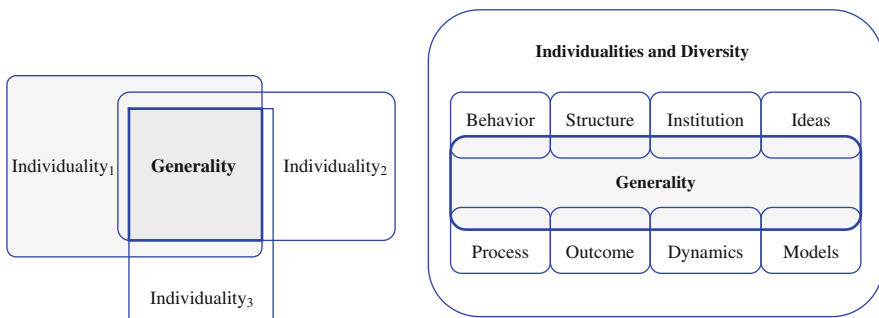 Individuality₁
Generality
Individuality₂
Individuality₃
Individualities and Diversity
Behavior Structure Institution Ideas
Generality
Process Outcome Dynamics Models